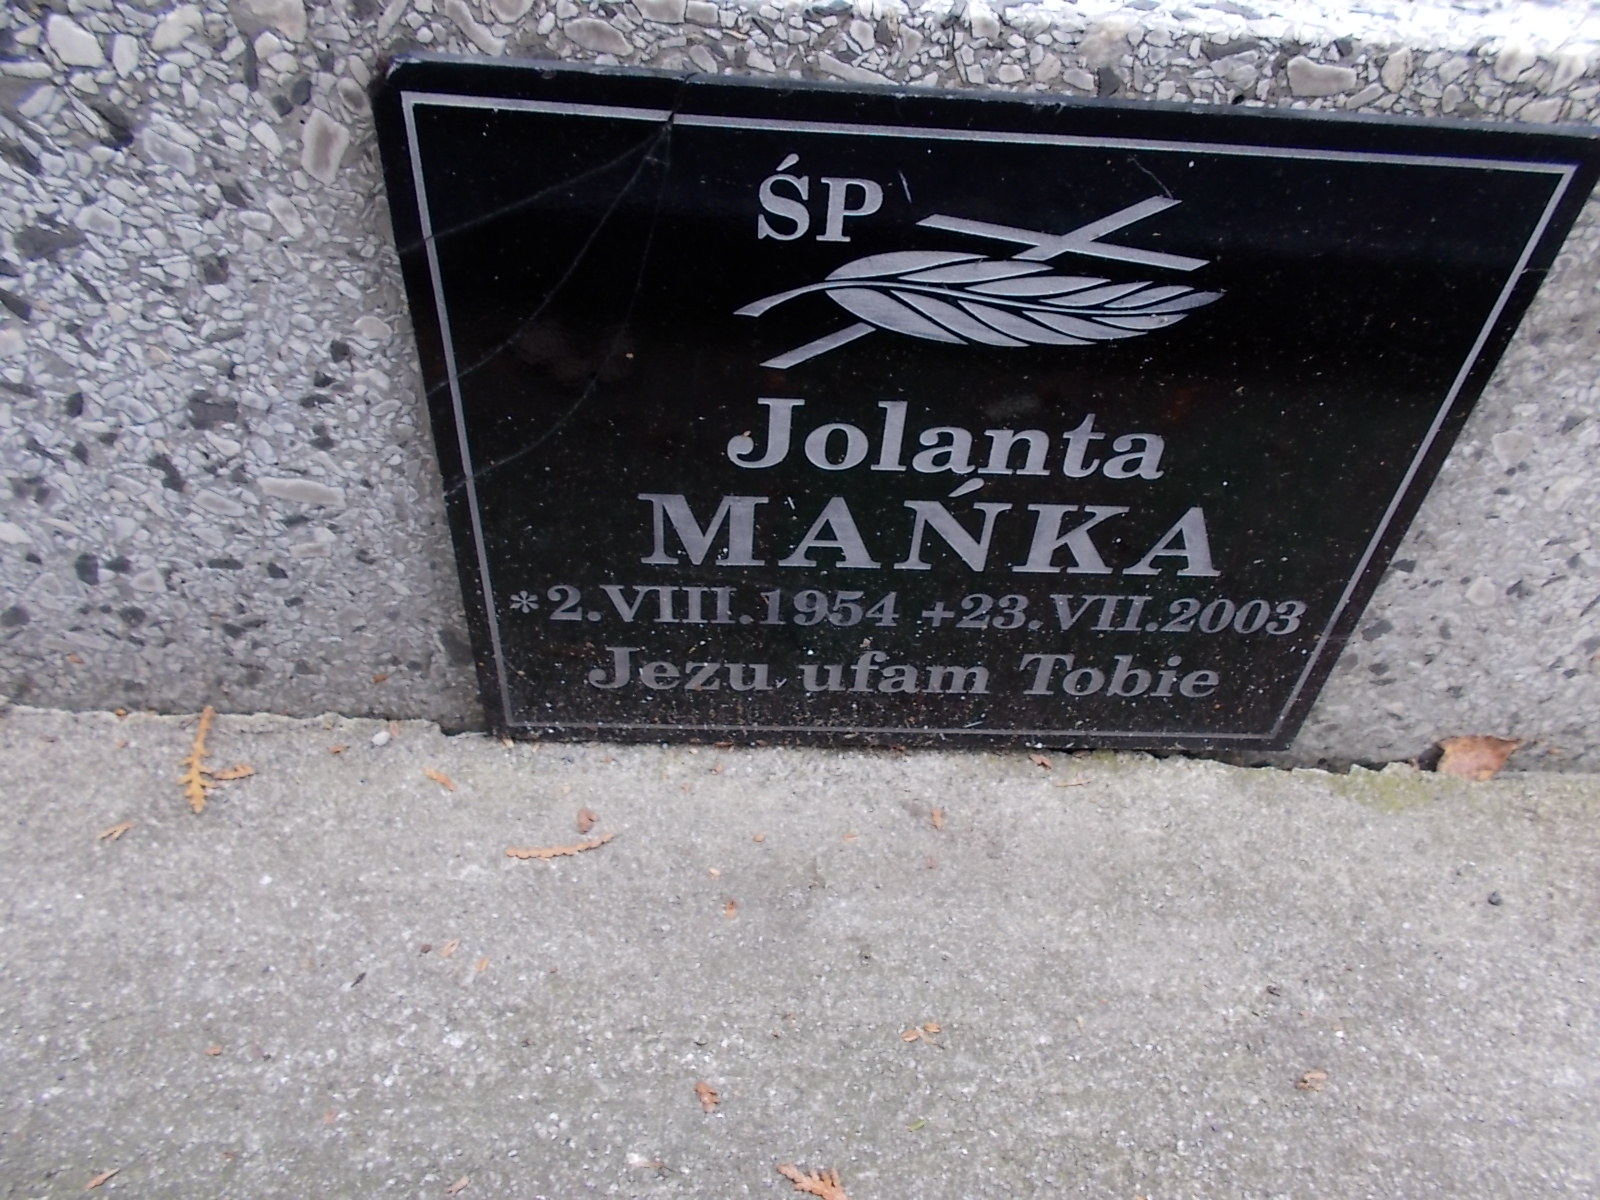 ŚP
Jolanta
MAŃKA
*2.VIII.1954 +23.VII.2003
Jezu ufam Tobie